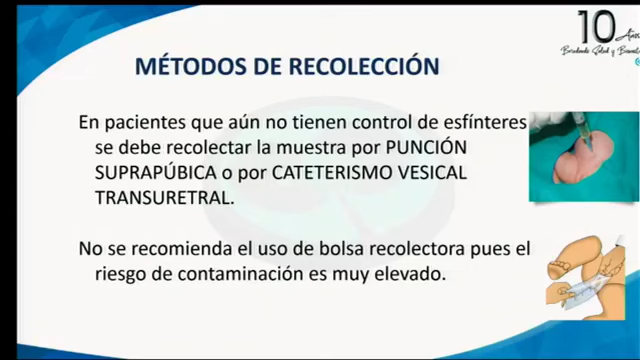 10 Años
MÉTODOS DE RECOLECCIÓN
En pacientes que aún no tienen control de esfínteres
se debe recolectar la muestra por PUNCIÓN
SUPRAPÚBICA o por CATETERISMO VESICAL
TRANSURETRAL.
No se recomienda el uso de bolsa recolectora pues el
riesgo de contaminación es muy elevado.